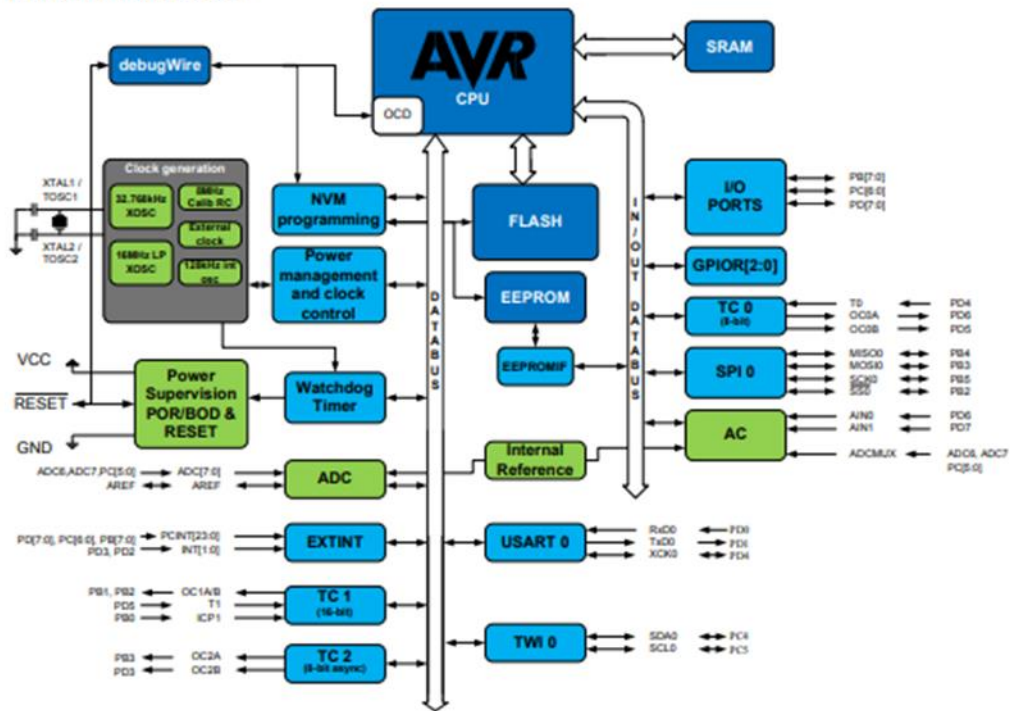 AVR
CPU
OCD
SRAM
debugWire
Clock generation
XTAL1 /
TOSC1
32.768kHz
XOSC
8MHz
Calib RC
External
clock
XTAL2 /
TOSC2
16MHz LP
XOSC
128kHz int
osc
NVM
programming
FLASH
I/O
PORTS
PB[7:0]
PC[6:0]
PD[7:0]
IN/OUT DATABUS
Power
management
and clock
control
DATABUS
EEPROM
EEPROMIF
GPIOR[2:0]
TC 0
(8-bit)
T0
OC0A
OC0B
PD4
PD6
PD5
VCC
RESET
GND
Power
Supervision
POR/BOD &
RESET
Watchdog
Timer
SPI 0
MISO0
MOSI0
SCK0
SS0
PB4
PB3
PB5
PB2
AC
AIN0
AIN1
ADCMUX
PD6
PD7
ADC6, ADC7
PC[5:0]
Internal
Reference
ADC6,ADC7,PC[5:0]
AREF
ADC[7:0]
AREF
ADC
PD[7:0], PC[6:0], PB[7:0]
PD3, PD2
PCINT[23:0]
INT[1:0]
EXTINT
USART 0
RxD0
TxD0
XCK0
PD0
PD1
PD4
PB1, PB2
PD5
PB0
OC1A/B
T1
ICP1
TC 1
(16-bit)
TWI 0
SDA0
SCL0
PC4
PC5
PB3
PD3
OC2A
OC2B
TC 2
(8-bit async)